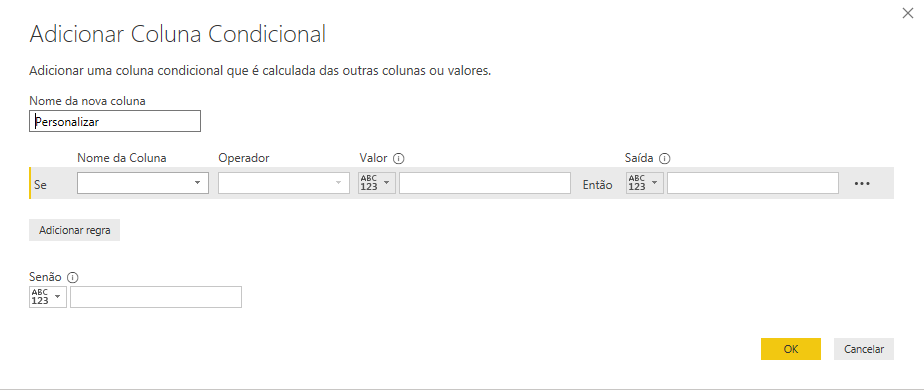 Adicionar Coluna Condicional
Adicionar uma coluna condicional que é calculada das outras colunas ou valores.
Nome da nova coluna
Personalizar
Nome da Coluna Operador Valor Saída
Se ABC 123 Então ABC 123 ...
Adicionar regra
Senão
ABC 123
OK Cancelar